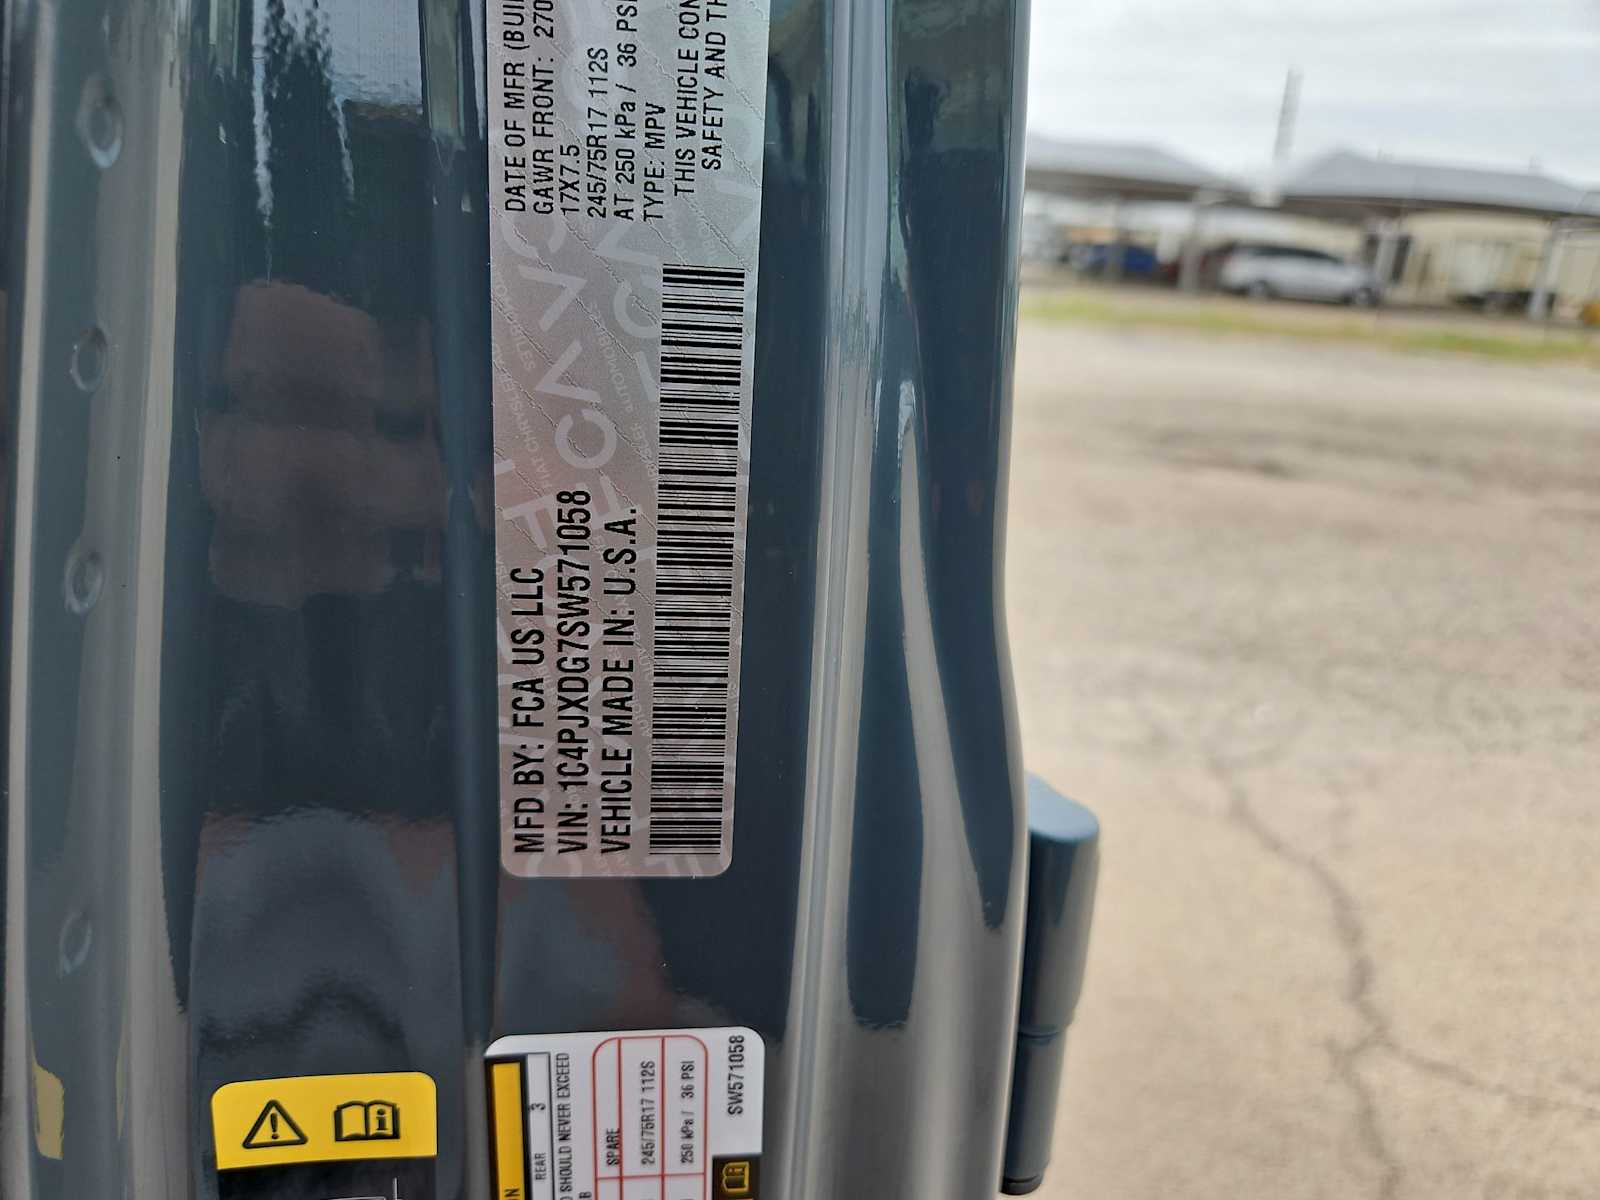 MFD BY: FCA US LLC
VIN: 1C4PJXDG7SW571058
VEHICLE MADE IN: U.S.A.
DATE OF MFR (BUI
GAWR FRONT: 270
17X7.5
245/75R17 112S
AT 250 kPa / 36 PSI
TYPE: MPV
THIS VEHICLE CON
SAFETY AND TH
REAR 3
SHOULD NEVER EXCEED
SPARE
245/75R17 112S
250 kPa / 36 PSI
SW571058